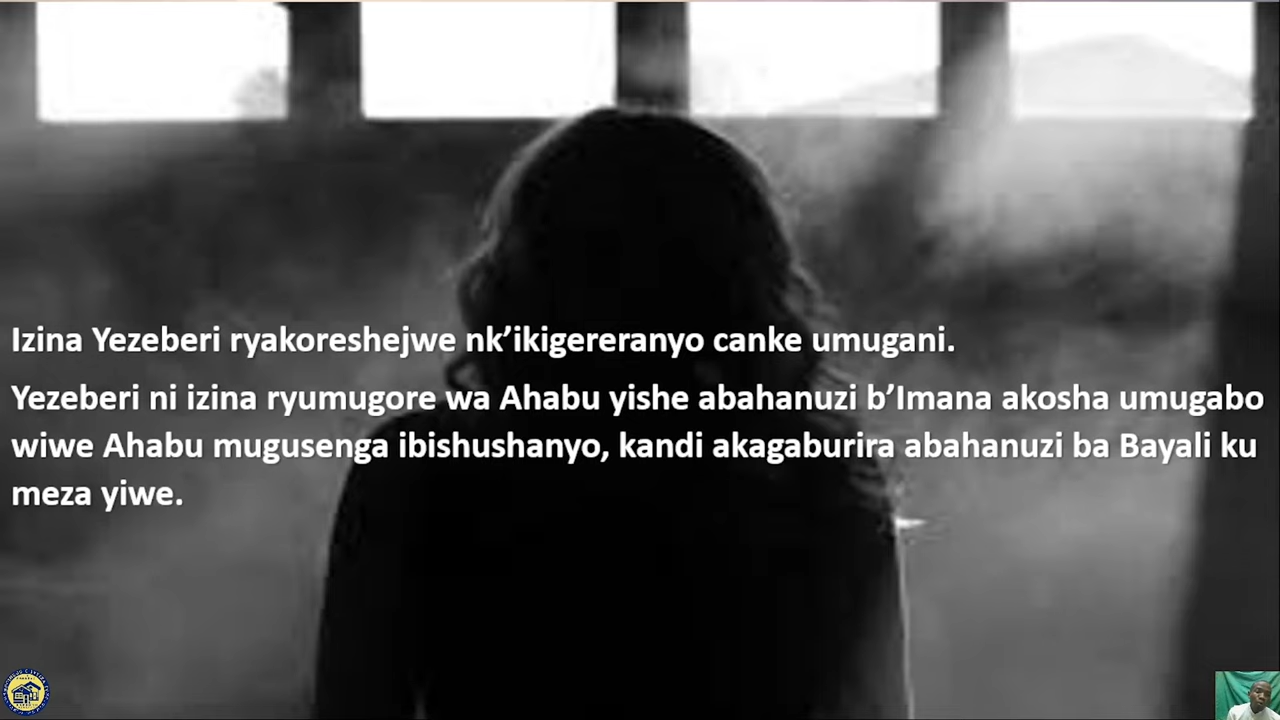 Izina Yezeberi ryakoreshejwe nk’ikigereranyo canke umugani.
Yezeberi ni izina ryumugore wa Ahabu yishe abahanuzi b’Imana akosha umugabo
wiwe Ahabu mugusenga ibishushanyo, kandi akagaburira abahanuzi ba Bayali ku
meza yiwe.